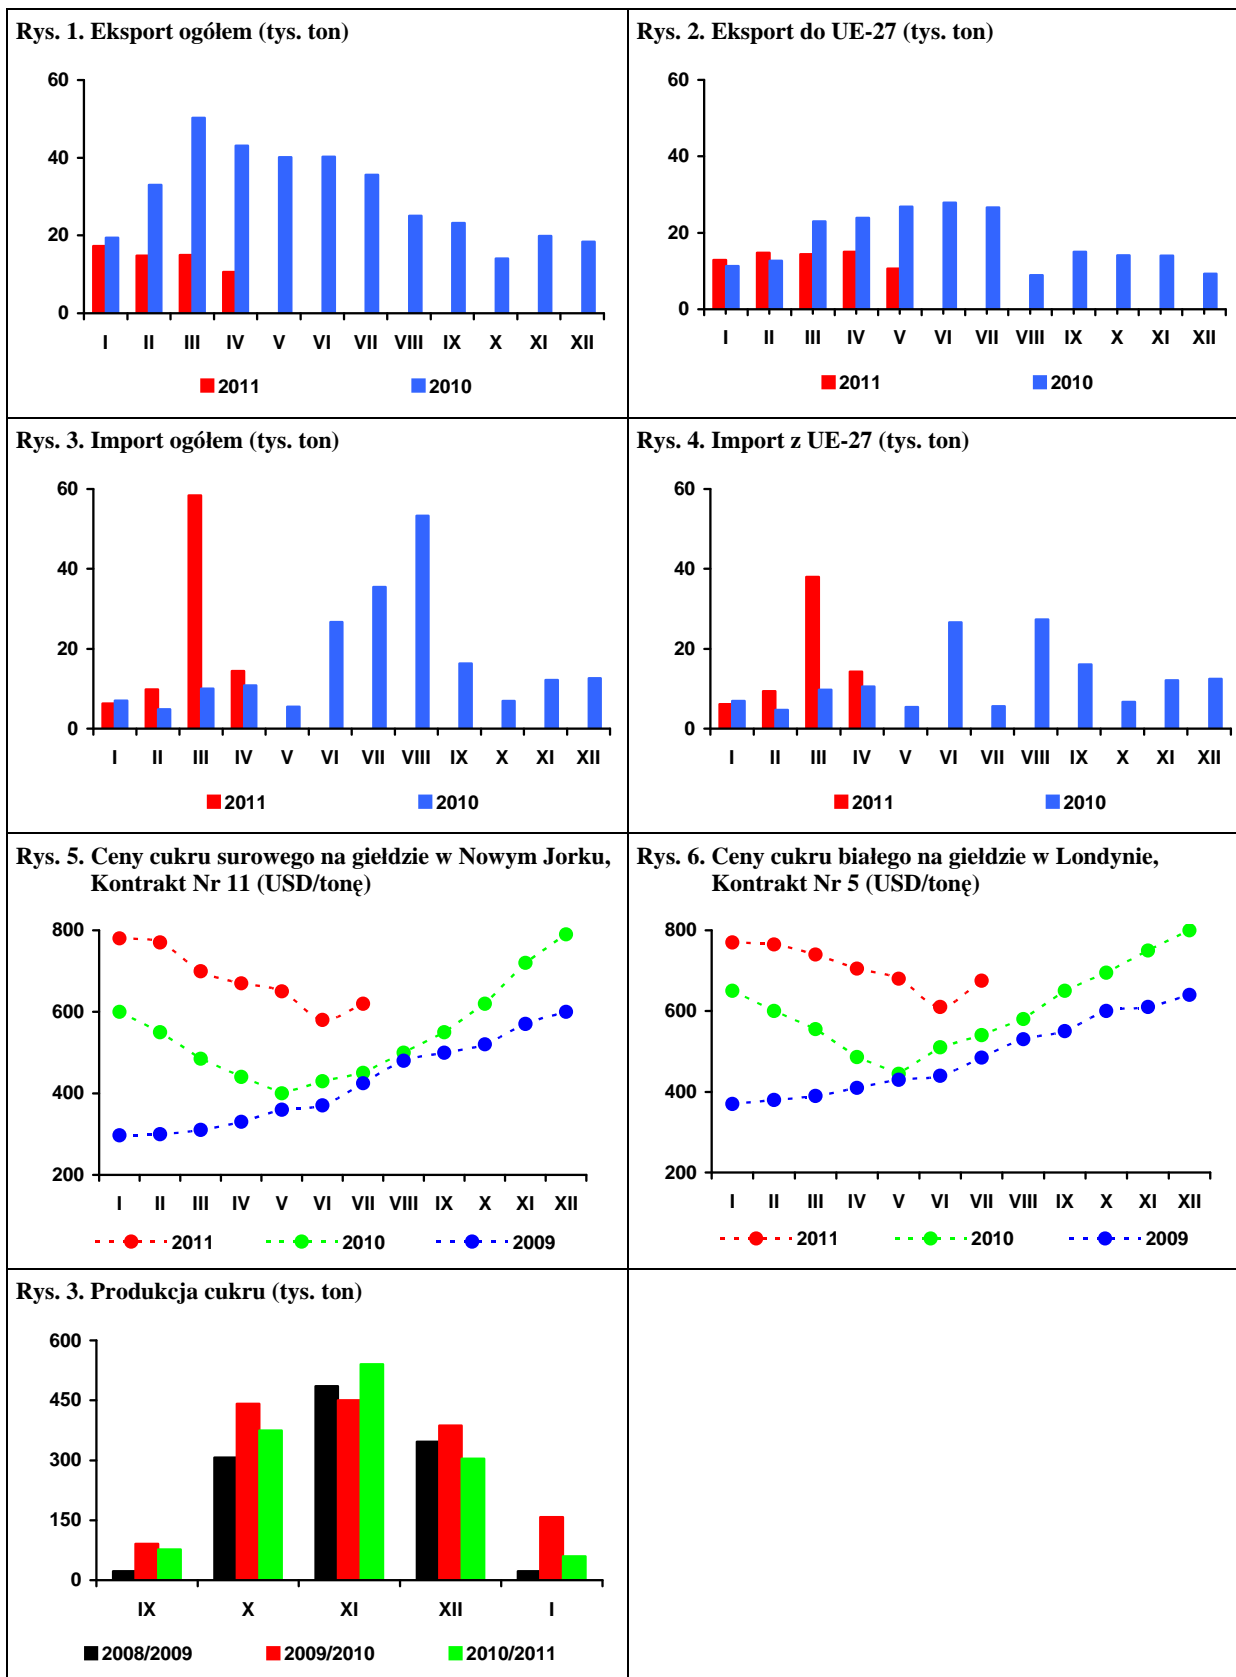 Rys. 1. Eksport ogółem (tys. ton)
60
40
20
0
I II III IV V VI VII VIII IX X XI XII
2011 2010
Rys. 2. Eksport do UE-27 (tys. ton)
60
40
20
0
I II III IV V VI VII VIII IX X XI XII
2011 2010
Rys. 3. Import ogółem (tys. ton)
60
40
20
0
I II III IV V VI VII VIII IX X XI XII
2011 2010
Rys. 4. Import z UE-27 (tys. ton)
60
40
20
0
I II III IV V VI VII VIII IX X XI XII
2011 2010
Rys. 5. Ceny cukru surowego na giełdzie w Nowym Jorku,
Kontrakt Nr 11 (USD/tonę)
800
600
400
200
I II III IV V VI VII VIII IX X XI XII
2011 2010 2009
Rys. 6. Ceny cukru białego na giełdzie w Londynie,
Kontrakt Nr 5 (USD/tonę)
800
600
400
200
I II III IV V VI VII VIII IX X XI XII
2011 2010 2009
Rys. 3. Produkcja cukru (tys. ton)
600
450
300
150
0
IX X XI XII I
2008/2009 2009/2010 2010/2011